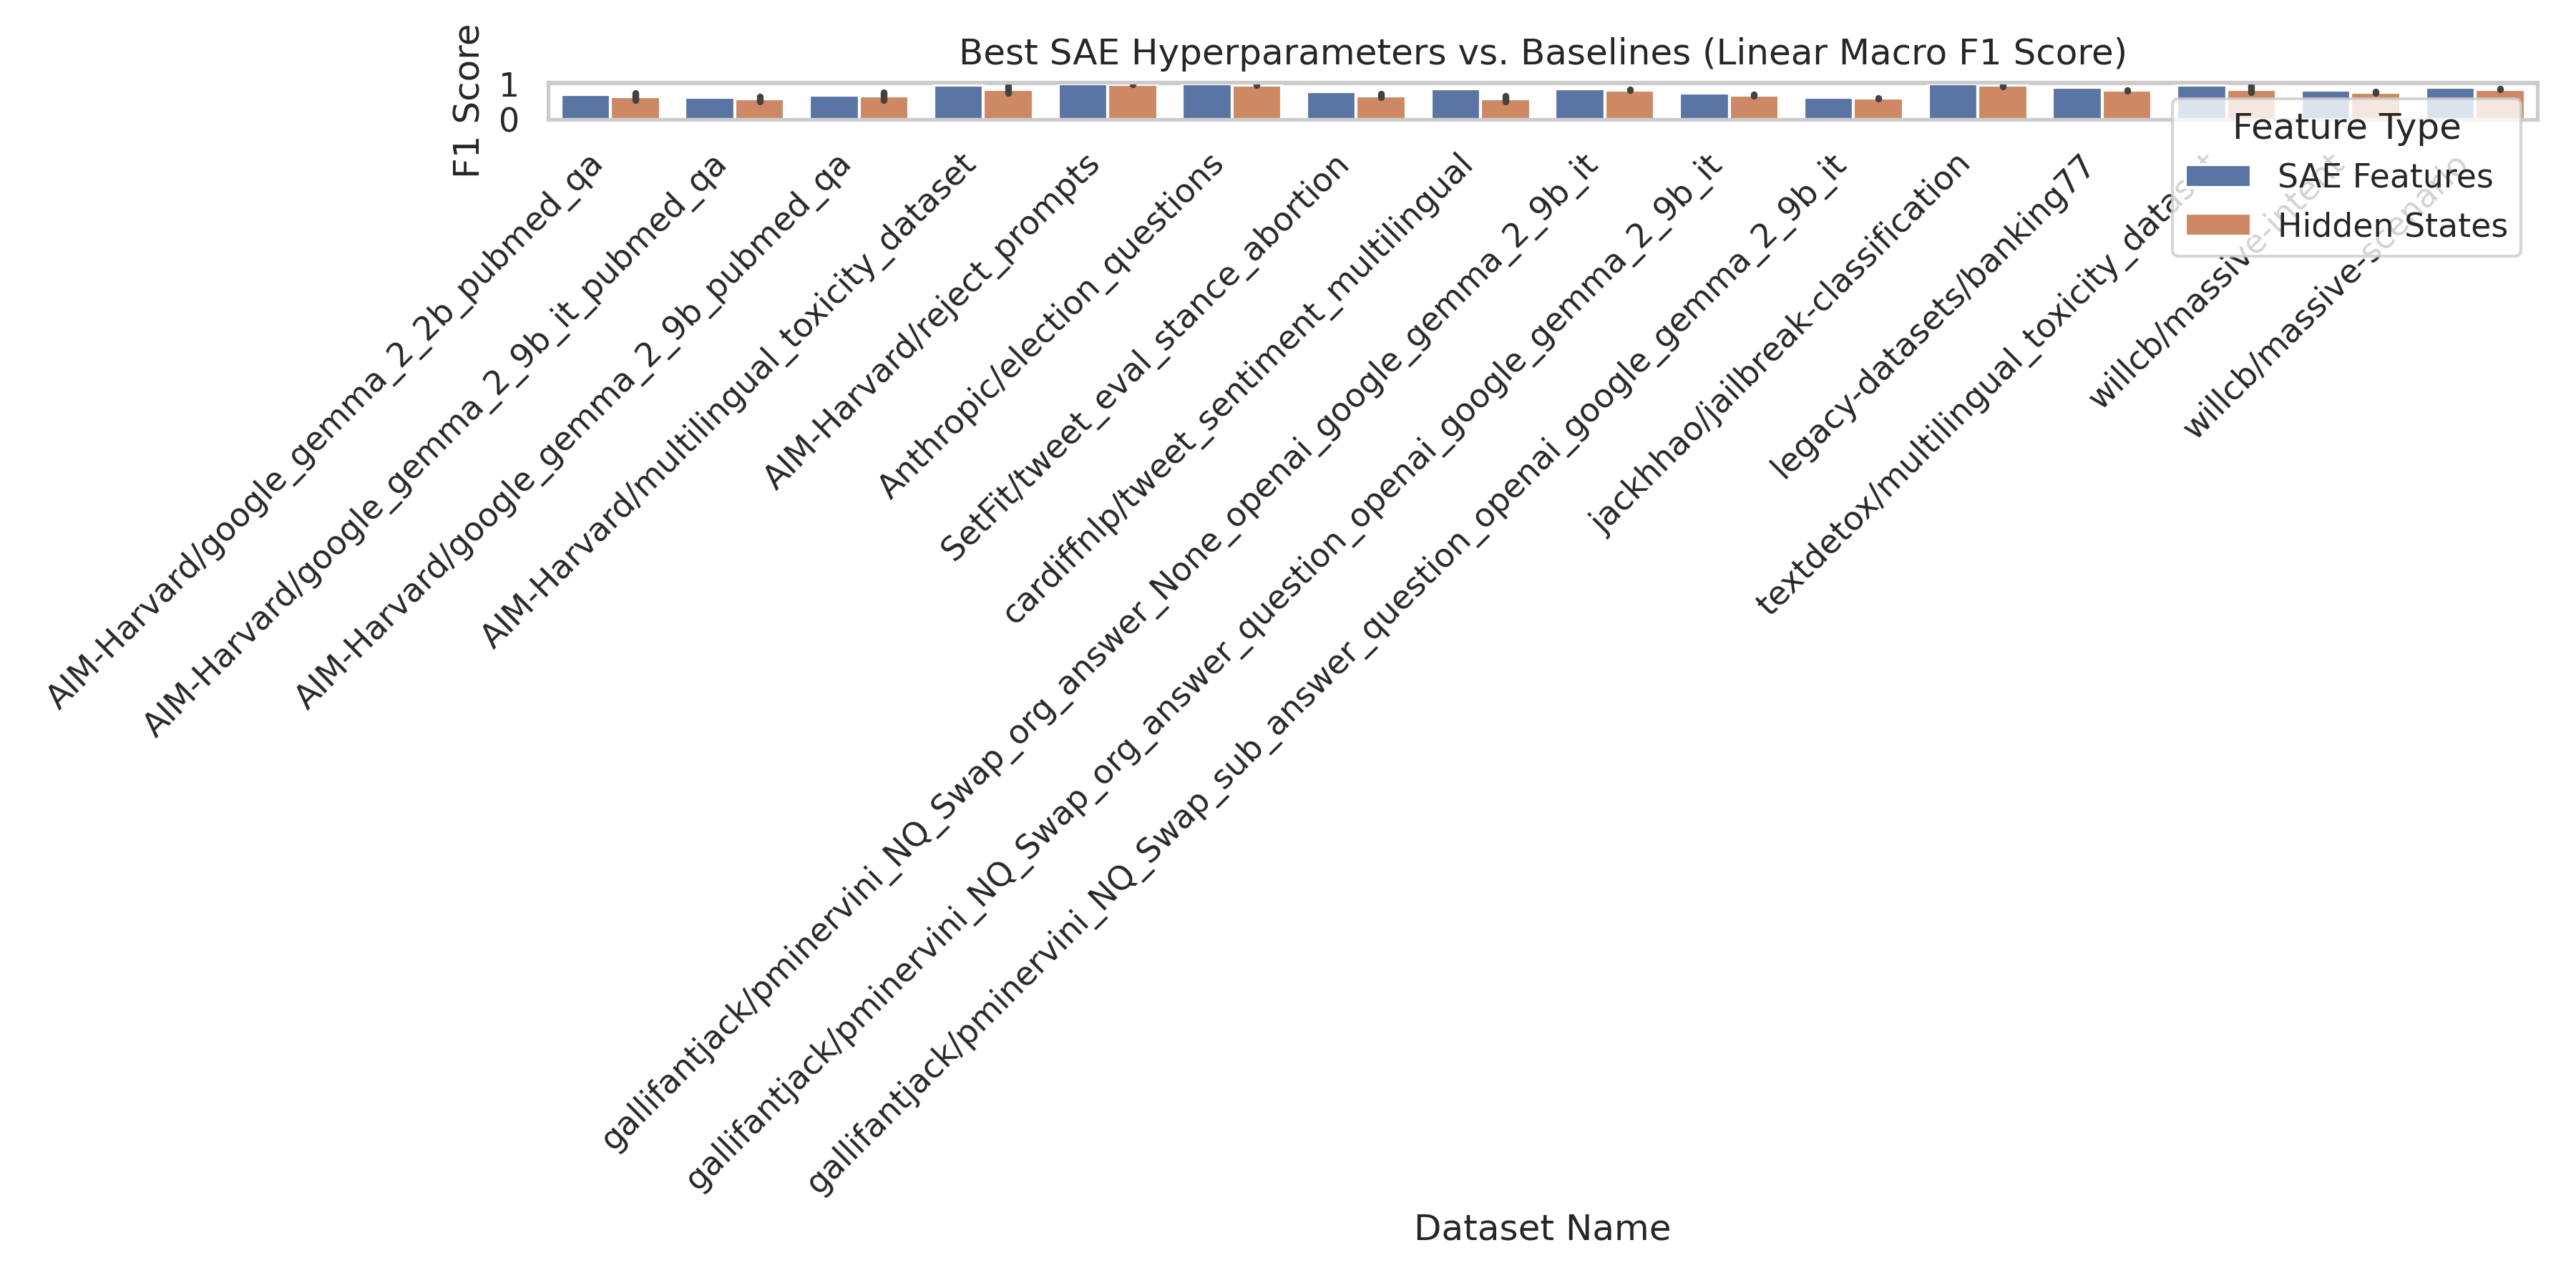 Best SAE Hyperparameters vs. Baselines (Linear Macro F1 Score)
F1 Score
1
0
AIM-Harvard/google_gemma_2_2b_pubmed_qa
AIM-Harvard/google_gemma_2_9b_it_pubmed_qa
AIM-Harvard/google_gemma_2_9b_pubmed_qa
AIM-Harvard/multilingual_toxicity_dataset
AIM-Harvard/reject_prompts
Anthropic/election_questions
SetFit/tweet_eval_stance_abortion
cardiffnlp/tweet_sentiment_multilingual
gallifantjack/pminervini_NQ_Swap_org_answer_None_openai_google_gemma_2_9b_it
gallifantjack/pminervini_NQ_Swap_org_answer_question_openai_google_gemma_2_9b_it
gallifantjack/pminervini_NQ_Swap_sub_answer_question_openai_google_gemma_2_9b_it
jackhhao/jailbreak-classification
legacy-datasets/banking77
textdetox/multilingual_toxicity_dataset
willcb/massive-intent
willcb/massive-scenario
Feature Type
SAE Features
Hidden States
Dataset Name